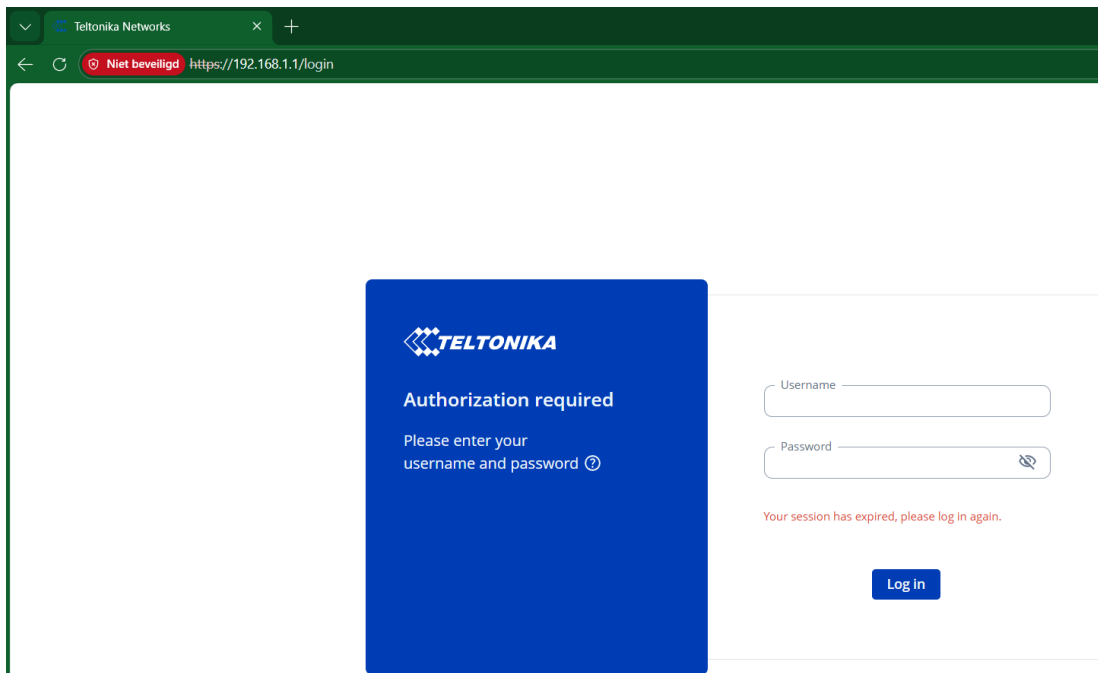 Teltonika Networks
Niet beveiligd https://192.168.1.1/login
TELTONIKA
Authorization required
Please enter your
username and password
Username
Password
Your session has expired, please log in again.
Log in